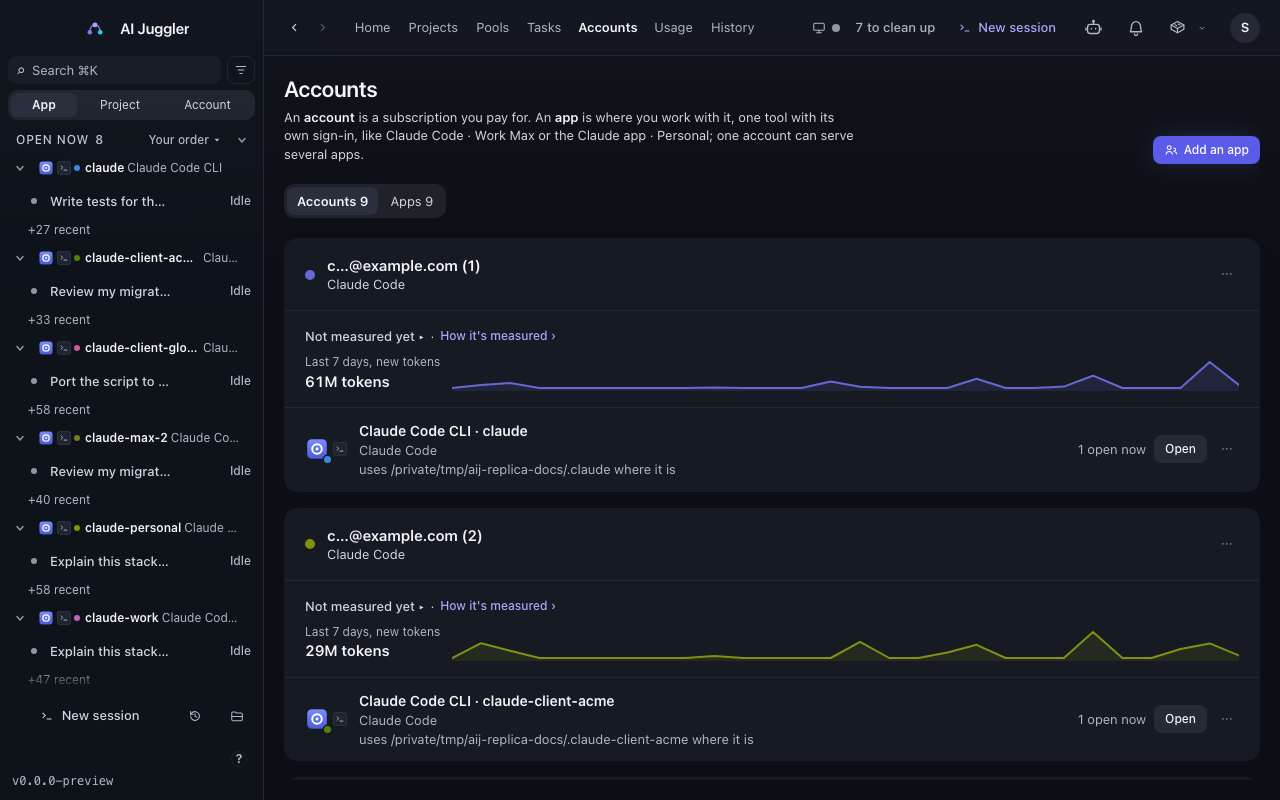 AI Juggler
Search ⌘K
App Project Account
OPEN NOW 8 Your order
claude Claude Code CLI
Write tests for th... Idle
+27 recent
claude-client-ac... Clau...
Review my migrat... Idle
+33 recent
claude-client-glo... Clau...
Port the script to ... Idle
+58 recent
claude-max-2 Claude Co...
Review my migrat... Idle
+40 recent
claude-personal Claude ...
Explain this stack... Idle
+58 recent
claude-work Claude Cod...
Explain this stack... Idle
+47 recent
New session
?
v0.0.0-preview
Home Projects Pools Tasks Accounts Usage History 7 to clean up New session S
Accounts
An account is a subscription you pay for. An app is where you work with it, one tool with its
own sign-in, like Claude Code · Work Max or the Claude app · Personal; one account can serve
several apps.
Add an app
Accounts 9 Apps 9
c...@example.com (1)
Claude Code
Not measured yet ▸ · How it's measured ›
Last 7 days, new tokens
61M tokens
Claude Code CLI · claude
Claude Code
uses /private/tmp/aij-replica-docs/.claude where it is
1 open now Open
c...@example.com (2)
Claude Code
Not measured yet ▸ · How it's measured ›
Last 7 days, new tokens
29M tokens
Claude Code CLI · claude-client-acme
Claude Code
uses /private/tmp/aij-replica-docs/.claude-client-acme where it is
1 open now Open